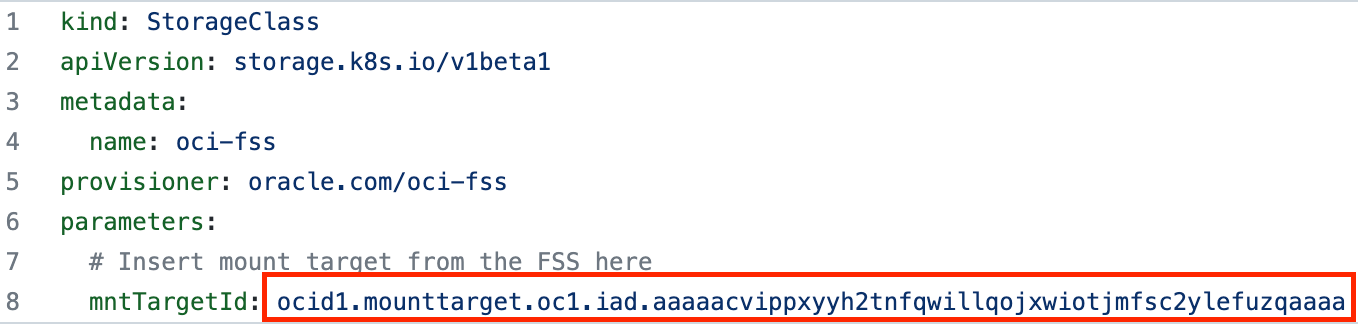 1 kind: StorageClass
2 apiVersion: storage.k8s.io/v1beta1
3 metadata:
4   name: oci-fss
5 provisioner: oracle.com/oci-fss
6 parameters:
7   # Insert mount target from the FSS here
8   mntTargetId: ocid1.mounttarget.oc1.iad.aaaaacvippxyyh2tnfqwillqojxwiotjmfsc2ylefuzqaaaa